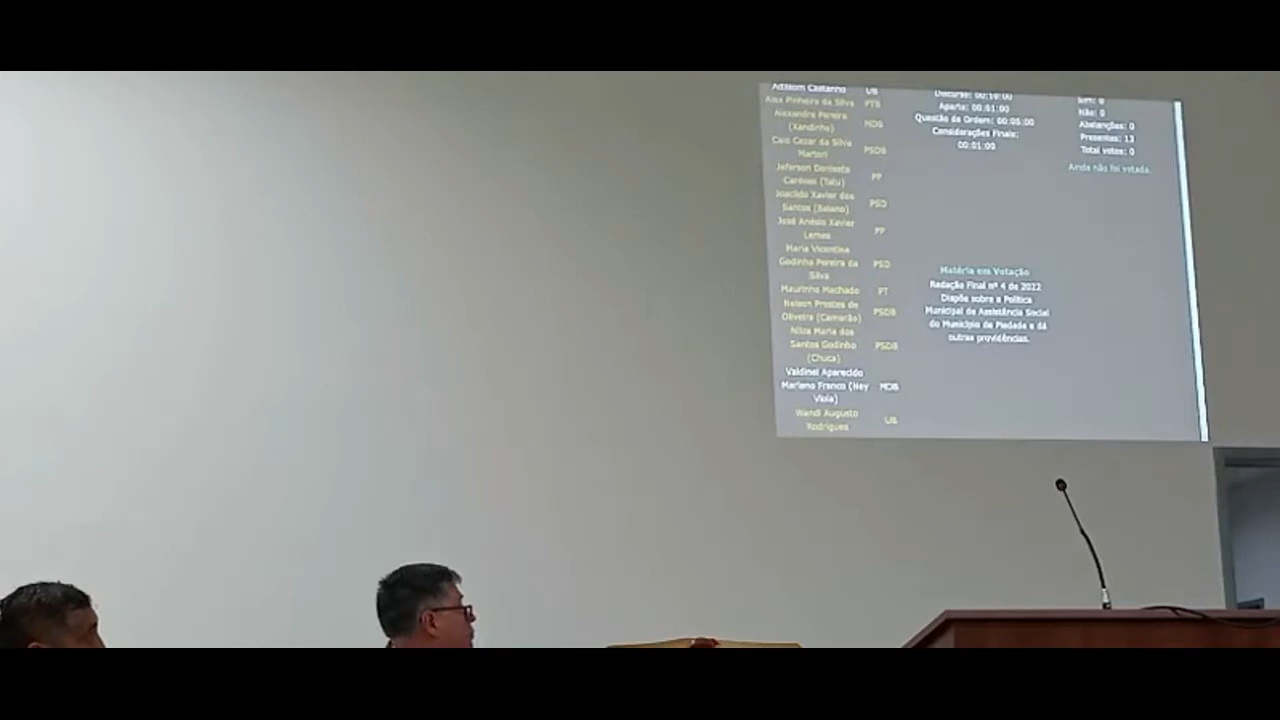 Adilsom Castanho UB
Alex Pinheiro da Silva PTB
Alexandre Pereira
(Xandinho) MDB
Caio Cezar da Silva
Martori PSDB
Jeferson
(Tatu) PP
Joacildo Xavier dos
Santos (Baiano) PSD
José Anésio Xavier
Lemes PP
Maria Vicentina
Godinho Pereira da
Silva PSD
Maurinho Machado PT
Nelson Prestes de
Oliveira (Camarão) PSDB
Nilza Maria dos
Santos Godinho
(Chuca) PSDB
Valdinei Aparecido
Mariano Franco (Ney
Viola) MDB
Wandi Augusto
Rodrigues UB
Discurso: 00:10:00
Aparte: 00:01:00
Questão de Ordem: 00:05:00
Considerações Finais:
00:01:00
Matéria em Votação
Redação Final nº 4 de 2022
Dispõe sobre a Política
Municipal de Assistência Social
do Município de Piedade e dá
outras providências.
Sim: 0
Não: 0
Abstenções: 0
Presentes: 13
Total votos: 0
Ainda não foi votada.